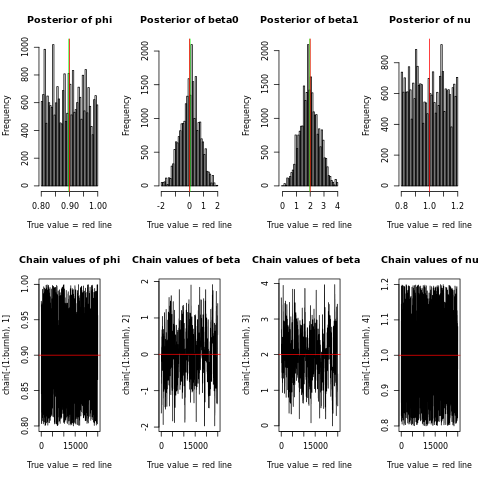 Posterior of phi
Posterior of beta0
Posterior of beta1
Posterior of nu
Frequency
0 200 400 600 800 1000
0.80 0.90 1.00
True value = red line
Frequency
0 500 1000 1500 2000
-2 0 1 2
True value = red line
Frequency
0 500 1000 1500 2000
0 1 2 3 4
True value = red line
Frequency
0 200 400 600 800
0.8 1.0 1.2
True value = red line
Chain values of phi
Chain values of beta
Chain values of beta
Chain values of nu
chain[-(1:burnIn), 1]
0.80 0.85 0.90 0.95 1.00
0 15000
True value = red line
chain[-(1:burnIn), 2]
-2 -1 0 1 2
0 15000
True value = red line
chain[-(1:burnIn), 3]
0 1 2 3 4
0 15000
True value = red line
chain[-(1:burnIn), 4]
0.8 0.9 1.0 1.1 1.2
0 15000
True value = red line